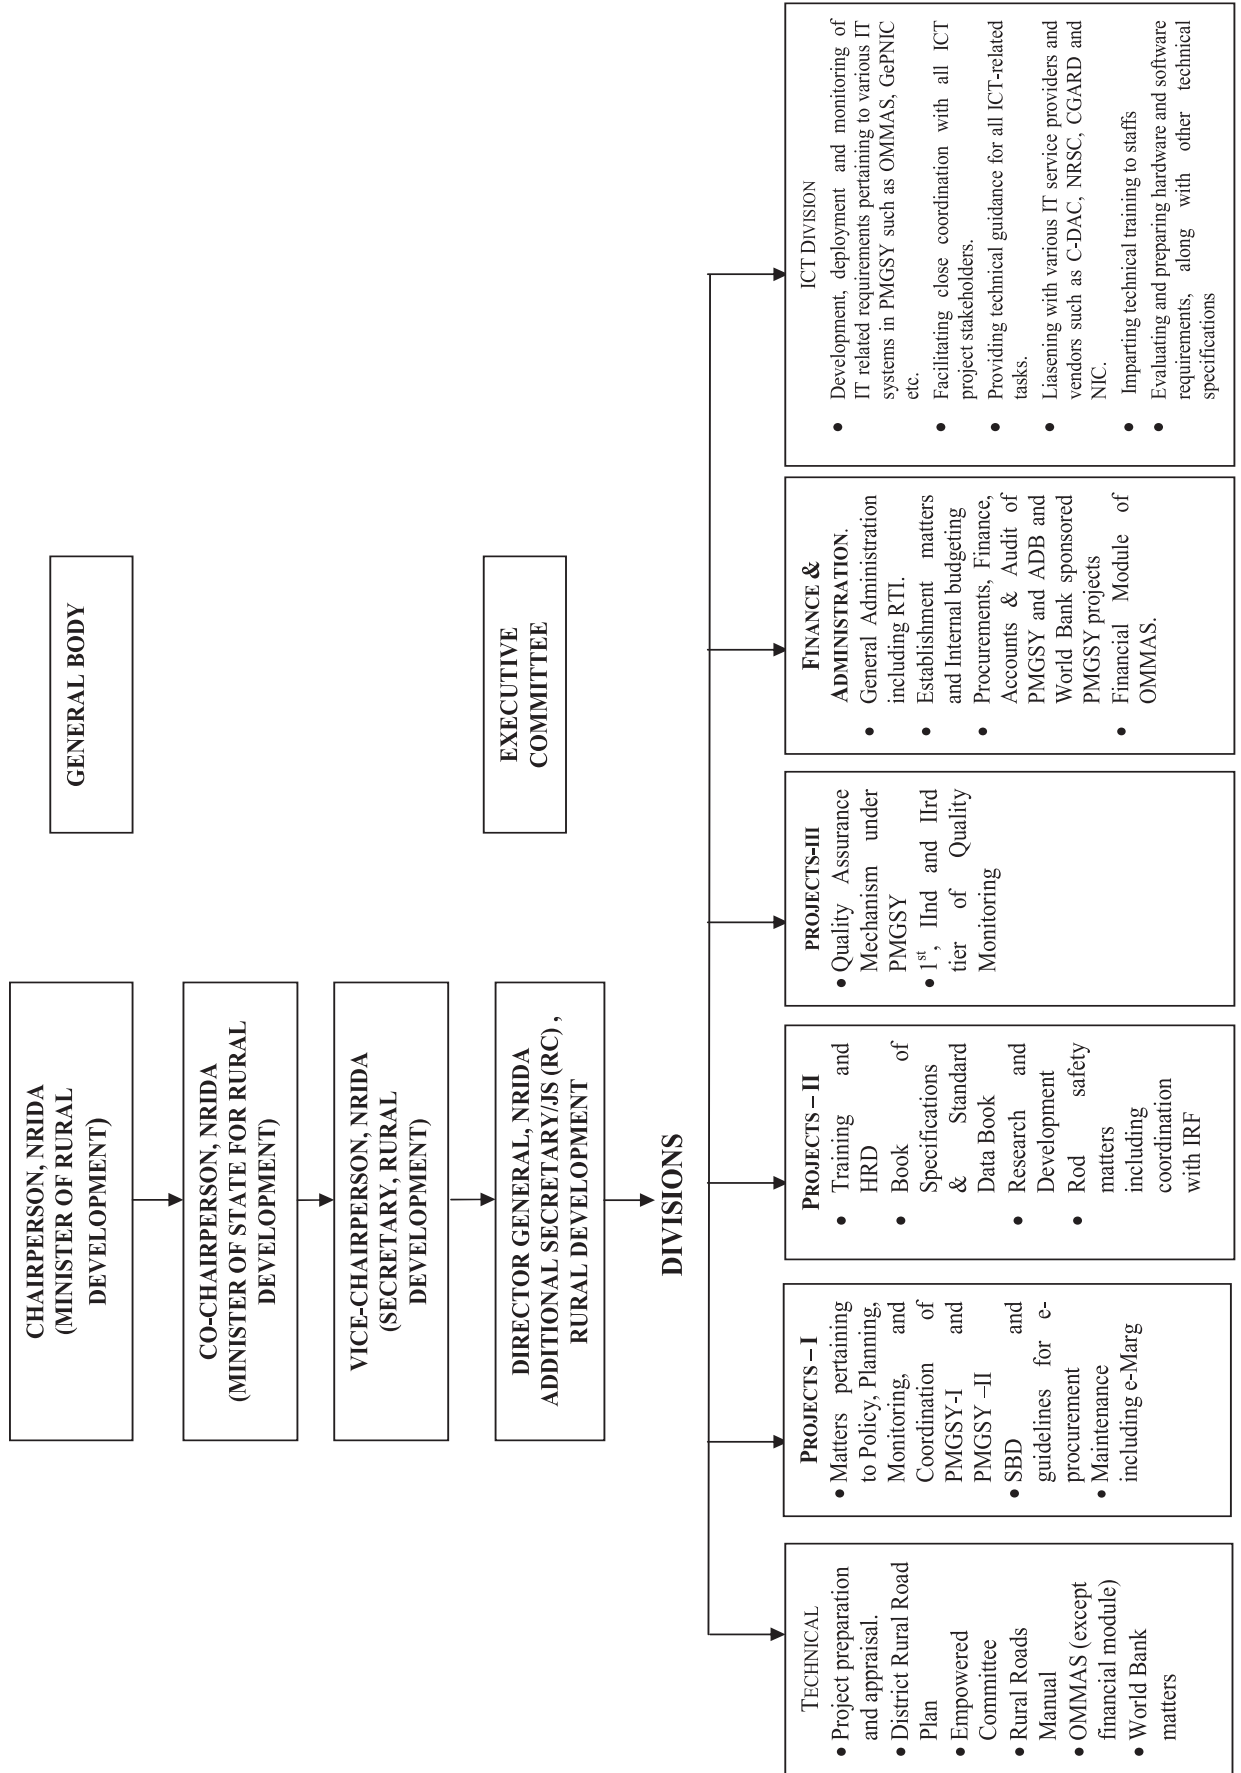 CHAIRPERSON, NRIDA
(MINISTER OF RURAL
DEVELOPMENT)
GENERAL BODY
CO-CHAIRPERSON, NRIDA
(MINISTER OF STATE FOR RURAL
DEVELOPMENT)
VICE-CHAIRPERSON, NRIDA
(SECRETARY, RURAL
DEVELOPMENT)
DIRECTOR GENERAL, NRIDA
ADDITIONAL SECRETARY/JS (RC) ,
RURAL DEVELOPMENT
EXECUTIVE
COMMITTEE
DIVISIONS
TECHNICAL
• Project preparation
and appraisal.
• District Rural Road
Plan
• Empowered
Committee
• Rural Roads
Manual
• OMMAS (except
financial module)
• World Bank
matters
PROJECTS – I
• Matters pertaining
to Policy, Planning,
Monitoring, and
Coordination of
PMGSY-I and
PMGSY –II
• SBD and
guidelines for e-
procurement
• Maintenance
including e-Marg
PROJECTS – II
• Training and
HRD
• Book of
Specifications
& Standard
Data Book
• Research and
Development
• Rod safety
matters
including
coordination
with IRF
PROJECTS-III
• Quality Assurance
Mechanism under
PMGSY
• 1st, IInd and IIrd
tier of Quality
Monitoring
FINANCE &
ADMINISTRATION.
• General Administration
including RTI.
• Establishment matters
and Internal budgeting
• Procurements, Finance,
Accounts & Audit of
PMGSY and ADB and
World Bank sponsored
PMGSY projects
• Financial Module of
OMMAS.
ICT DIVISION
• Development, deployment and monitoring of
IT related requirements pertaining to various IT
systems in PMGSY such as OMMAS, GePNIC
etc.
• Facilitating close coordination with all ICT
project stakeholders.
• Providing technical guidance for all ICT-related
tasks.
• Liasening with various IT service providers and
vendors such as C-DAC, NRSC, CGARD and
NIC.
• Imparting technical training to staffs
• Evaluating and preparing hardware and software
requirements, along with other technical
specifications